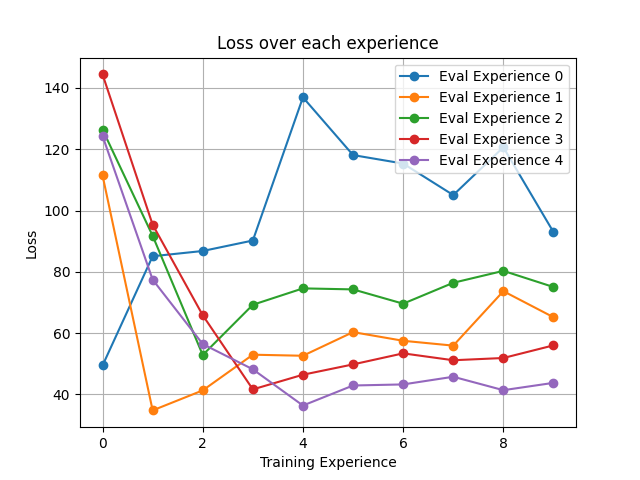 Loss over each experience
Eval Experience 0
Eval Experience 1
Eval Experience 2
Eval Experience 3
Eval Experience 4
Loss
140
120
100
80
60
40
0 2 4 6 8
Training Experience